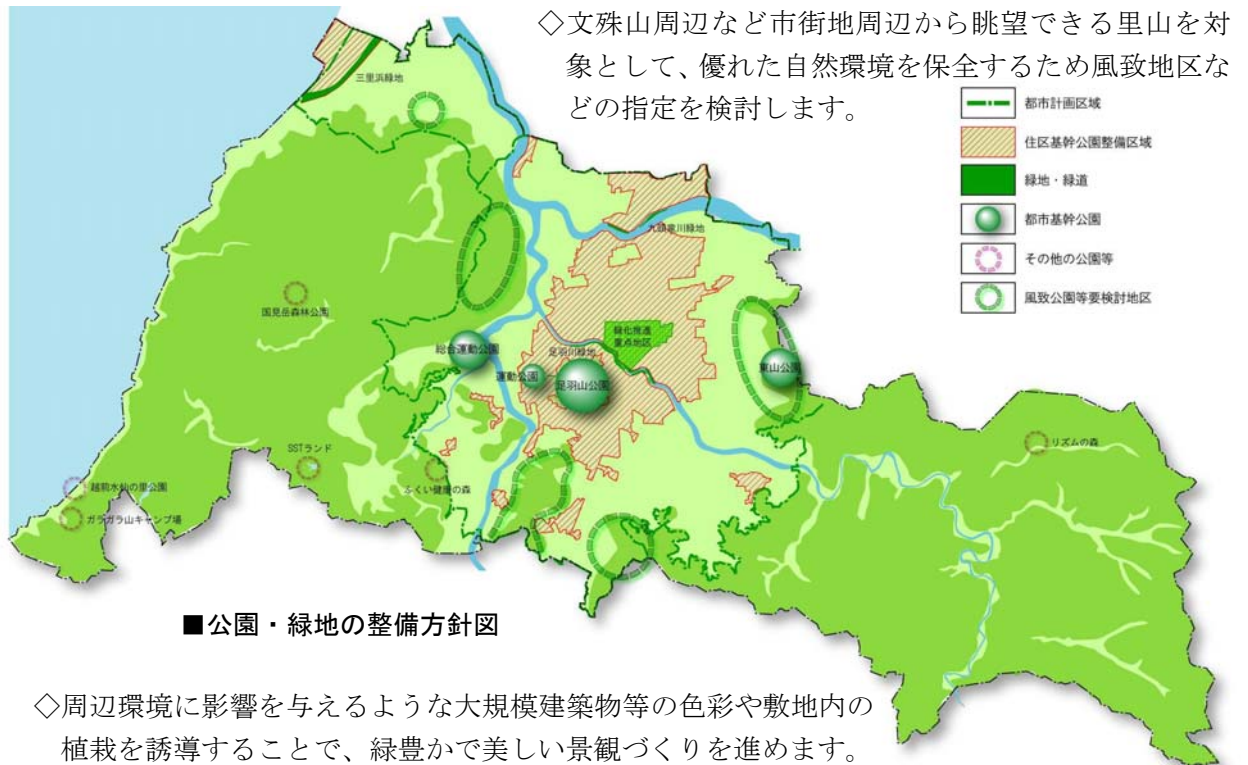 ◇文殊山周辺など市街地周辺から眺望できる里山を対
象として、優れた自然環境を保全するため風致地区な
どの指定を検討します。
都市計画区域
住区基幹公園整備区域
緑地・緑道
都市基幹公園
その他の公園等
風致公園等要検討地区
三里浜緑地
九頭竜川緑地
国見岳森林公園
緑化推進
重点地区
総合運動公園
足羽川緑地
運動公園
足羽山公園
東山公園
リズムの森
SSTランド
ふくい健康の森
越前水仙の里公園
ガラガラ山キャンプ場
■公園・緑地の整備方針図
◇周辺環境に影響を与えるような大規模建築物等の色彩や敷地内の
植栽を誘導することで、緑豊かで美しい景観づくりを進めます。